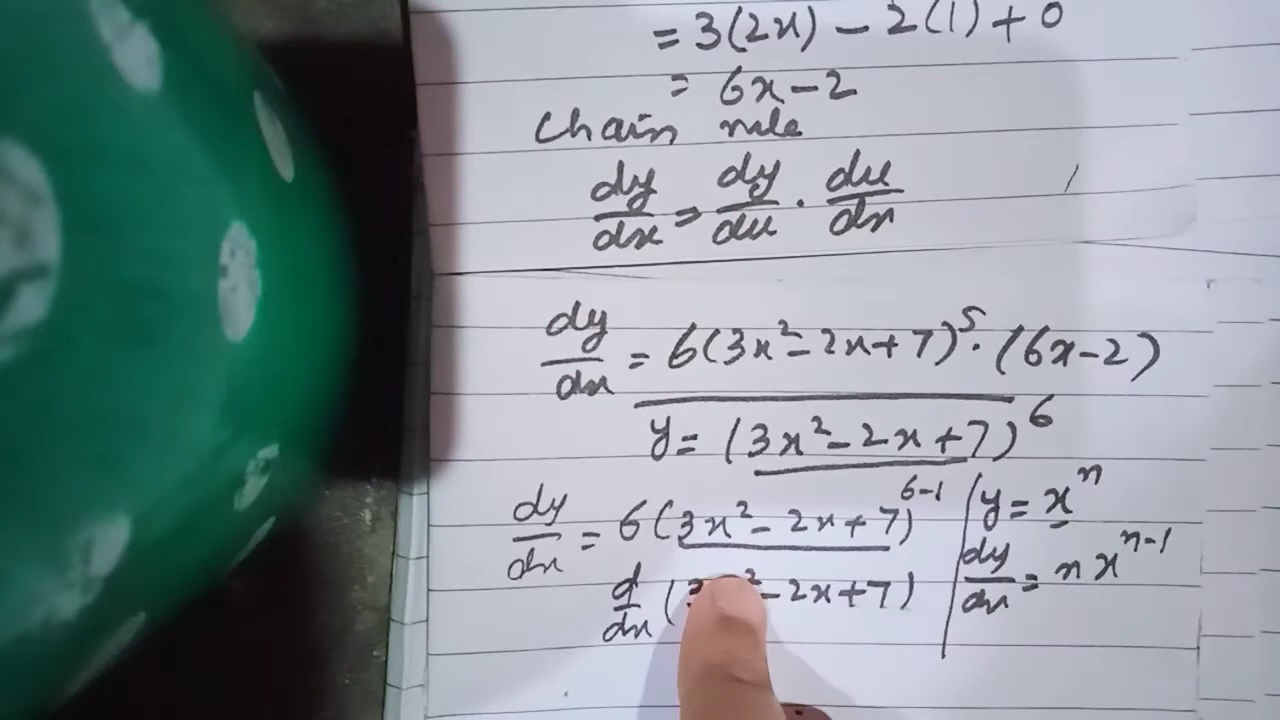 = 3(2x) - 2(1) + 0
= 6x - 2
Chain rule
dy/dx = dy/du · du/dx
dy/dx = 6(3x² - 2x + 7)⁵ · (6x - 2)
y = (3x² - 2x + 7)⁶
dy/dx = 6(3x² - 2x + 7)⁶⁻¹
d/dx ( ² - 2x + 7)
y = xⁿ
dy/dx = n xⁿ⁻¹